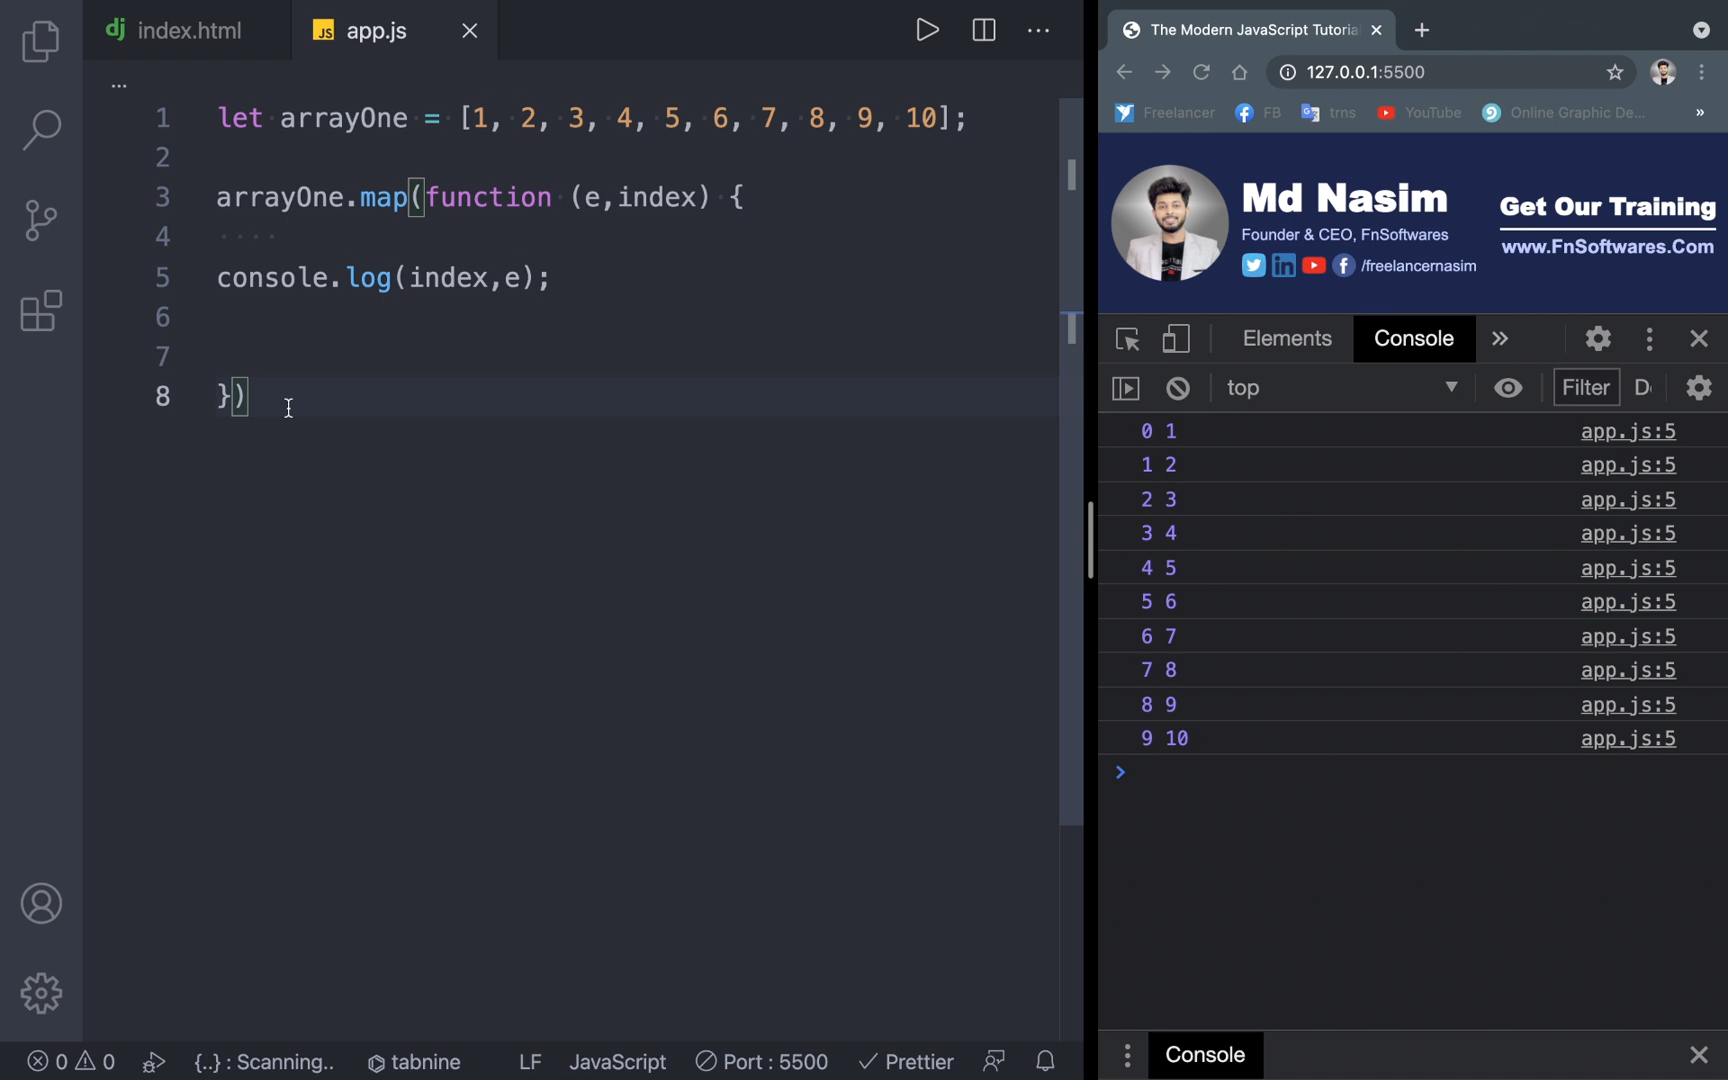 index.html
JS app.js
The Modern JavaScript Tutoria
127.0.0.1:5500
Freelancer
FB
trns
YouTube
Online Graphic De...
...
1 let arrayOne = [1, 2, 3, 4, 5, 6, 7, 8, 9, 10];
2
3 arrayOne.map(function (e,index) {
4
5 console.log(index,e);
6
7
8 })
Md Nasim
Founder & CEO, FnSoftwares
/freelancernasim
Get Our Training
www.FnSoftwares.Com
Elements
Console
top
Filter
0 1 app.js:5
1 2 app.js:5
2 3 app.js:5
3 4 app.js:5
4 5 app.js:5
5 6 app.js:5
6 7 app.js:5
7 8 app.js:5
8 9 app.js:5
9 10 app.js:5
Console
0 0
{..} : Scanning..
tabnine
LF
JavaScript
Port : 5500
Prettier